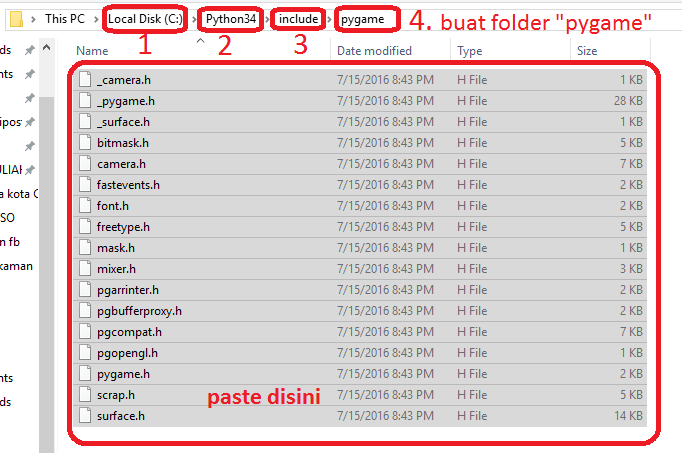 This PC › Local Disk (C:) › Python34 › include › pygame
4. buat folder "pygame"
1 2 3
Name Date modified Type Size
_camera.h 7/15/2016 8:43 PM H File 1 KB
_pygame.h 7/15/2016 8:43 PM H File 28 KB
_surface.h 7/15/2016 8:43 PM H File 1 KB
bitmask.h 7/15/2016 8:43 PM H File 5 KB
camera.h 7/15/2016 8:43 PM H File 7 KB
fastevents.h 7/15/2016 8:43 PM H File 2 KB
font.h 7/15/2016 8:43 PM H File 2 KB
freetype.h 7/15/2016 8:43 PM H File 5 KB
mask.h 7/15/2016 8:43 PM H File 1 KB
mixer.h 7/15/2016 8:43 PM H File 3 KB
pgarrinter.h 7/15/2016 8:43 PM H File 2 KB
pgbufferproxy.h 7/15/2016 8:43 PM H File 2 KB
pgcompat.h 7/15/2016 8:43 PM H File 7 KB
pgopengl.h 7/15/2016 8:43 PM H File 1 KB
pygame.h 7/15/2016 8:43 PM H File 2 KB
scrap.h 7/15/2016 8:43 PM H File 5 KB
surface.h 7/15/2016 8:43 PM H File 14 KB
paste disini
ds
nts
ipos
ULIAH
a kota C
SO
n fb
kaman
nts
ds